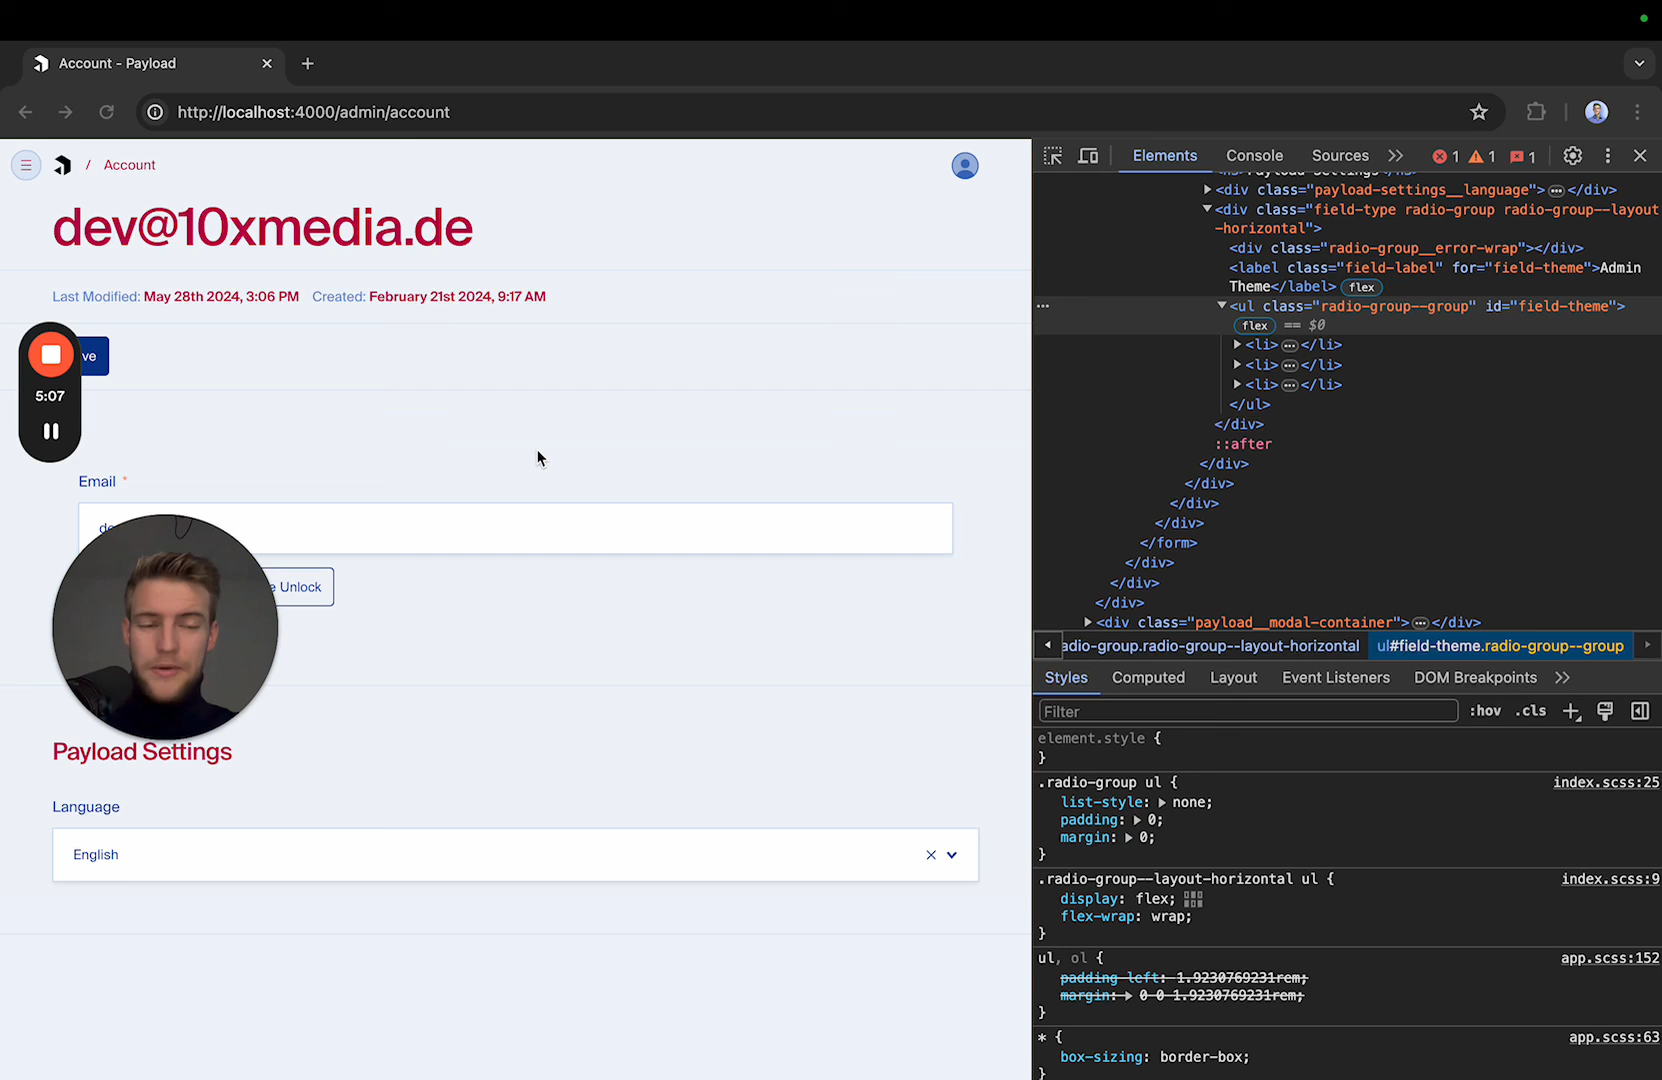 Account - Payload
http://localhost:4000/admin/account
/ Account
dev@10xmedia.de
Last Modified: May 28th 2024, 3:06 PM Created: February 21st 2024, 9:17 AM
ve
5:07
Email *
de
e Unlock
Payload Settings
Language
English
Elements Console Sources 1 1 1
<div class="payload-settings__language"> </div>
<div class="field-type radio-group radio-group--layout
-horizontal">
<div class="radio-group__error-wrap"></div>
<label class="field-label" for="field-theme">Admin
Theme</label> flex
<ul class="radio-group--group" id="field-theme">
flex == $0
<li> </li>
<li> </li>
<li> </li>
</ul>
</div>
::after
</div>
</div>
</div>
</div>
</form>
</div>
</div>
</div>
<div class="payload__modal-container"> </div>
adio-group.radio-group--layout-horizontal ul#field-theme.radio-group--group
Styles Computed Layout Event Listeners DOM Breakpoints
Filter :hov .cls
element.style {
}
.radio-group ul { index.scss:25
list-style: none;
padding: 0;
margin: 0;
}
.radio-group--layout-horizontal ul { index.scss:9
display: flex;
flex-wrap: wrap;
}
ul, ol { app.scss:152
padding-left: 1.9230769231rem;
margin: 0 0 1.9230769231rem;
}
* { app.scss:63
box-sizing: border-box;
}